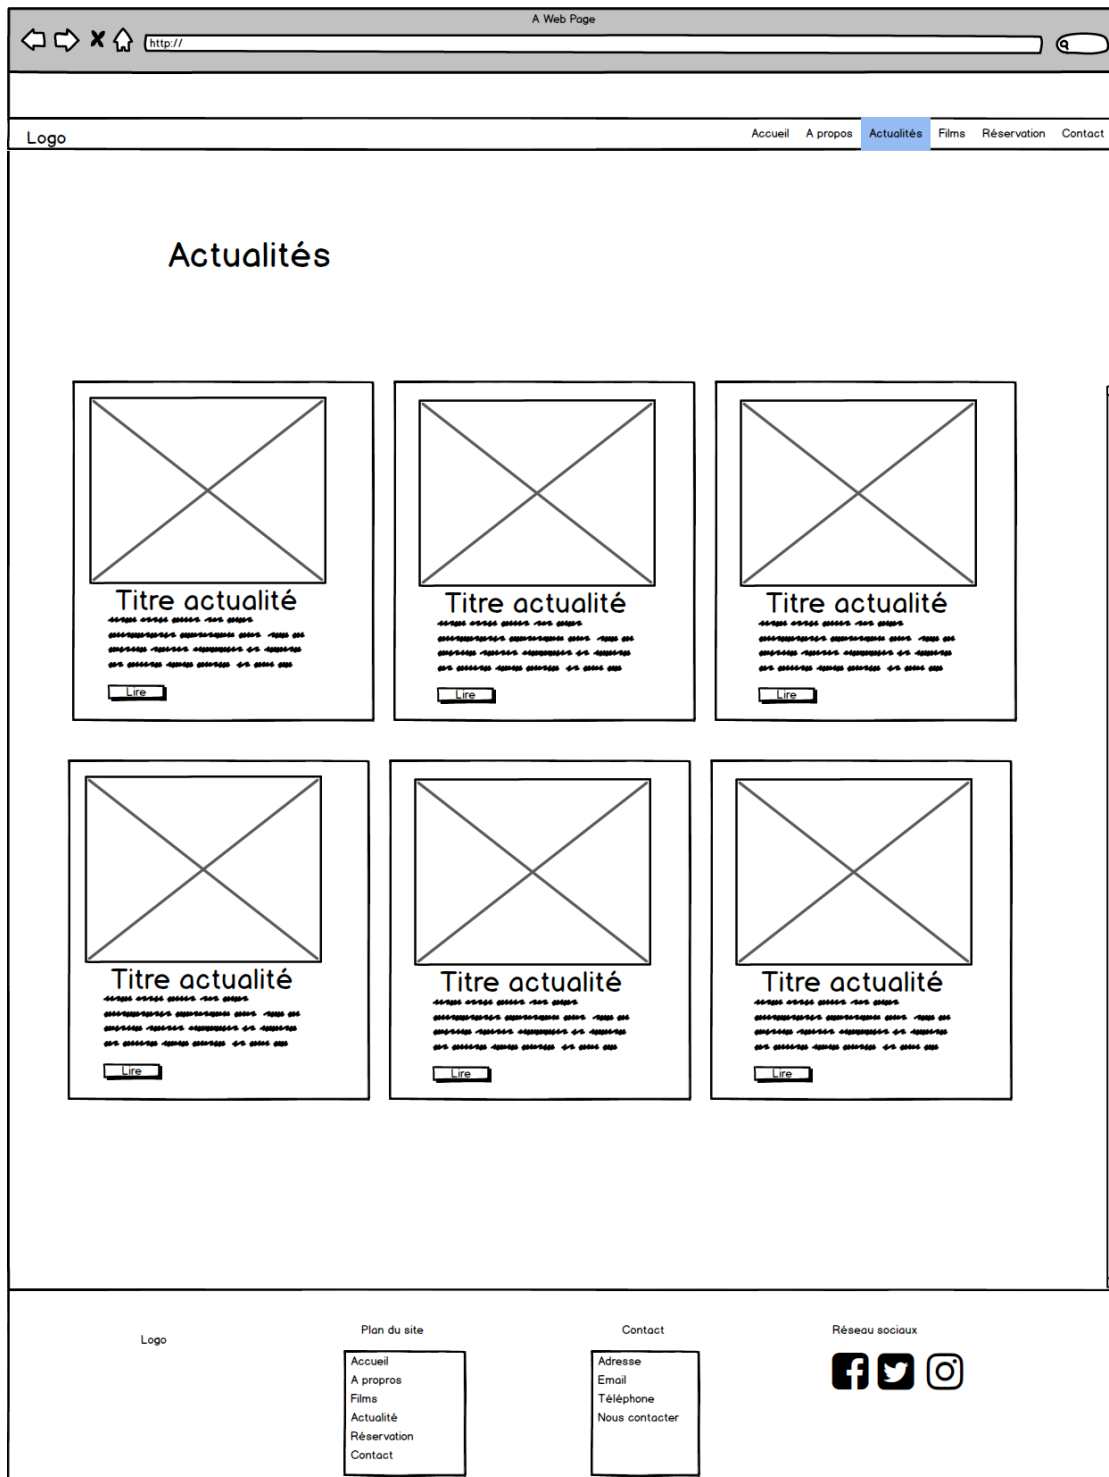 A Web Page
http://
Logo
Accueil A propos Actualités Films Réservation Contact
Actualités
Titre actualité
Lire
Titre actualité
Lire
Titre actualité
Lire
Titre actualité
Lire
Titre actualité
Lire
Titre actualité
Lire
Logo
Plan du site
Accueil
A propros
Films
Actualité
Réservation
Contact
Contact
Adresse
Email
Téléphone
Nous contacter
Réseau sociaux